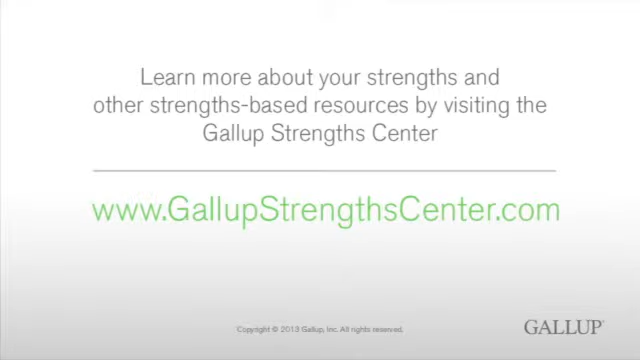 Learn more about your strengths and
other strengths-based resources by visiting the
Gallup Strengths Center
www.GallupStrengthsCenter.com
Copyright © 2013 Gallup, Inc. All rights reserved.
GALLUP®